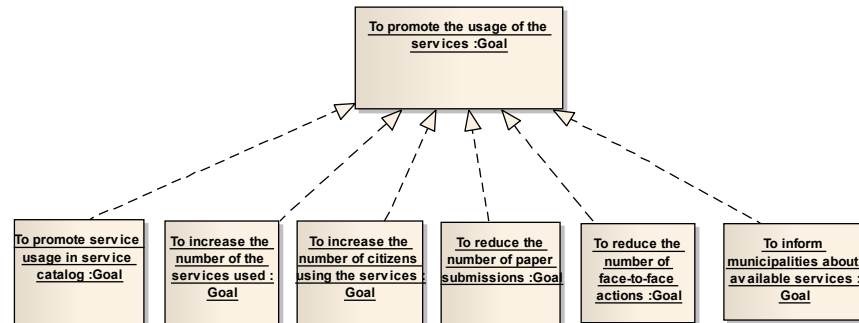 To promote the usage of the
services :Goal
To promote service
usage in service
catalog :Goal
To increase the
number of the
services used :
Goal
To increase the
number of citizens
using the services :
Goal
To reduce the
number of paper
submissions :Goal
To reduce the
number of
face-to-face
actions :Goal
To inform
municipalities about
available services :
Goal